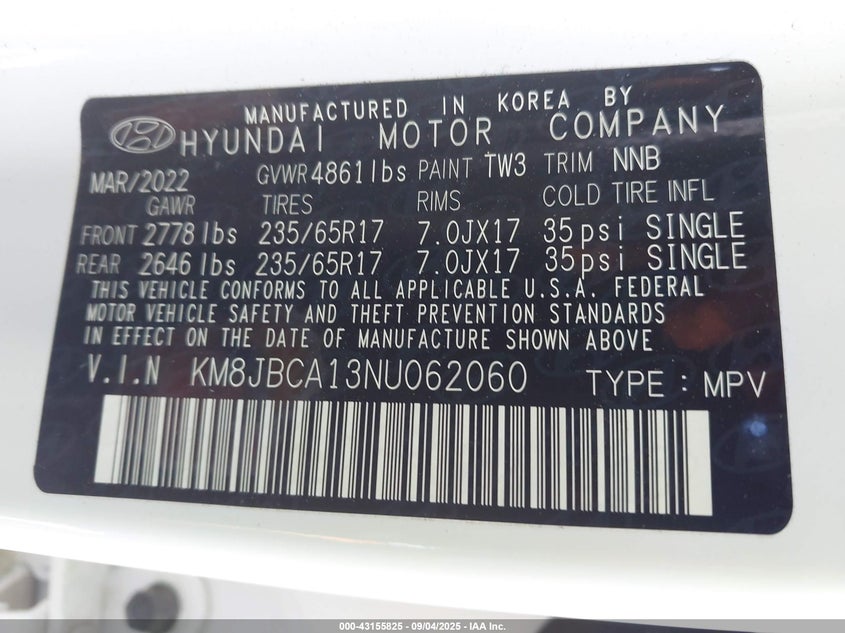 MANUFACTURED IN KOREA BY
HYUNDAI MOTOR COMPANY
MAR/2022 GVWR 4861lbs PAINT TW3 TRIM NNB
GAWR TIRES RIMS COLD TIRE INFL
FRONT 2778 lbs 235/65R17 7.0JX17 35psi SINGLE
REAR 2646 lbs 235/65R17 7.0JX17 35psi SINGLE
THIS VEHICLE CONFORMS TO ALL APPLICABLE U.S.A. FEDERAL
MOTOR VEHICLE SAFETY AND THEFT PREVENTION STANDARDS
IN EFFECT ON THE DATE OF MANUFACTURE SHOWN ABOVE
V.I.N KM8JBCA13NU062060 TYPE : MPV
000-43155825 - 09/04/2025 - IAA Inc.